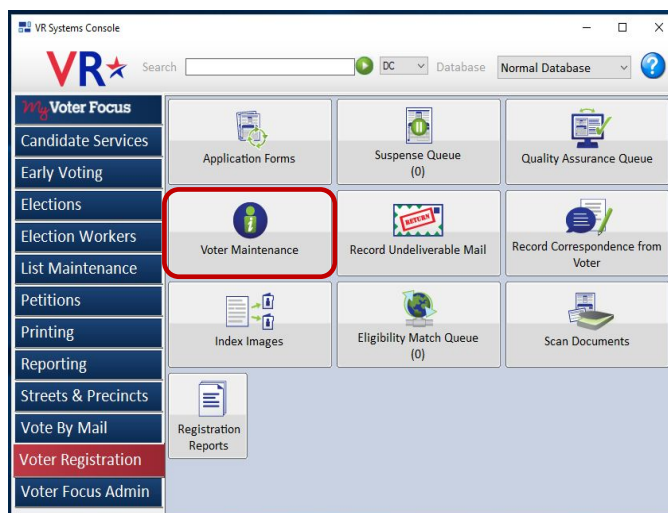 VR Systems Console
VR
Search
DC
Database
Normal Database
?
My Voter Focus
Candidate Services
Early Voting
Elections
Election Workers
List Maintenance
Petitions
Printing
Reporting
Streets & Precincts
Vote By Mail
Voter Registration
Voter Focus Admin
Application Forms
Suspense Queue
(0)
Quality Assurance Queue
Voter Maintenance
RETURN
Record Undeliverable Mail
Record Correspondence from
Voter
Index Images
Eligibility Match Queue
(0)
Scan Documents
Registration
Reports